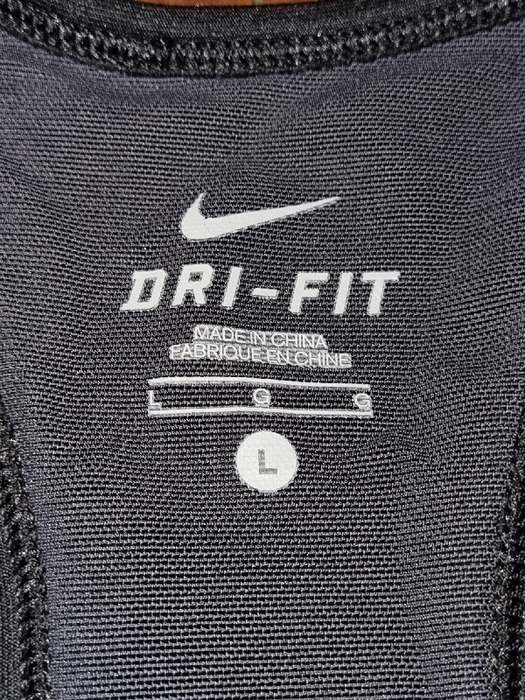 DRI-FIT
MADE IN CHINA
FABRIQUE EN CHINE
L G G
L